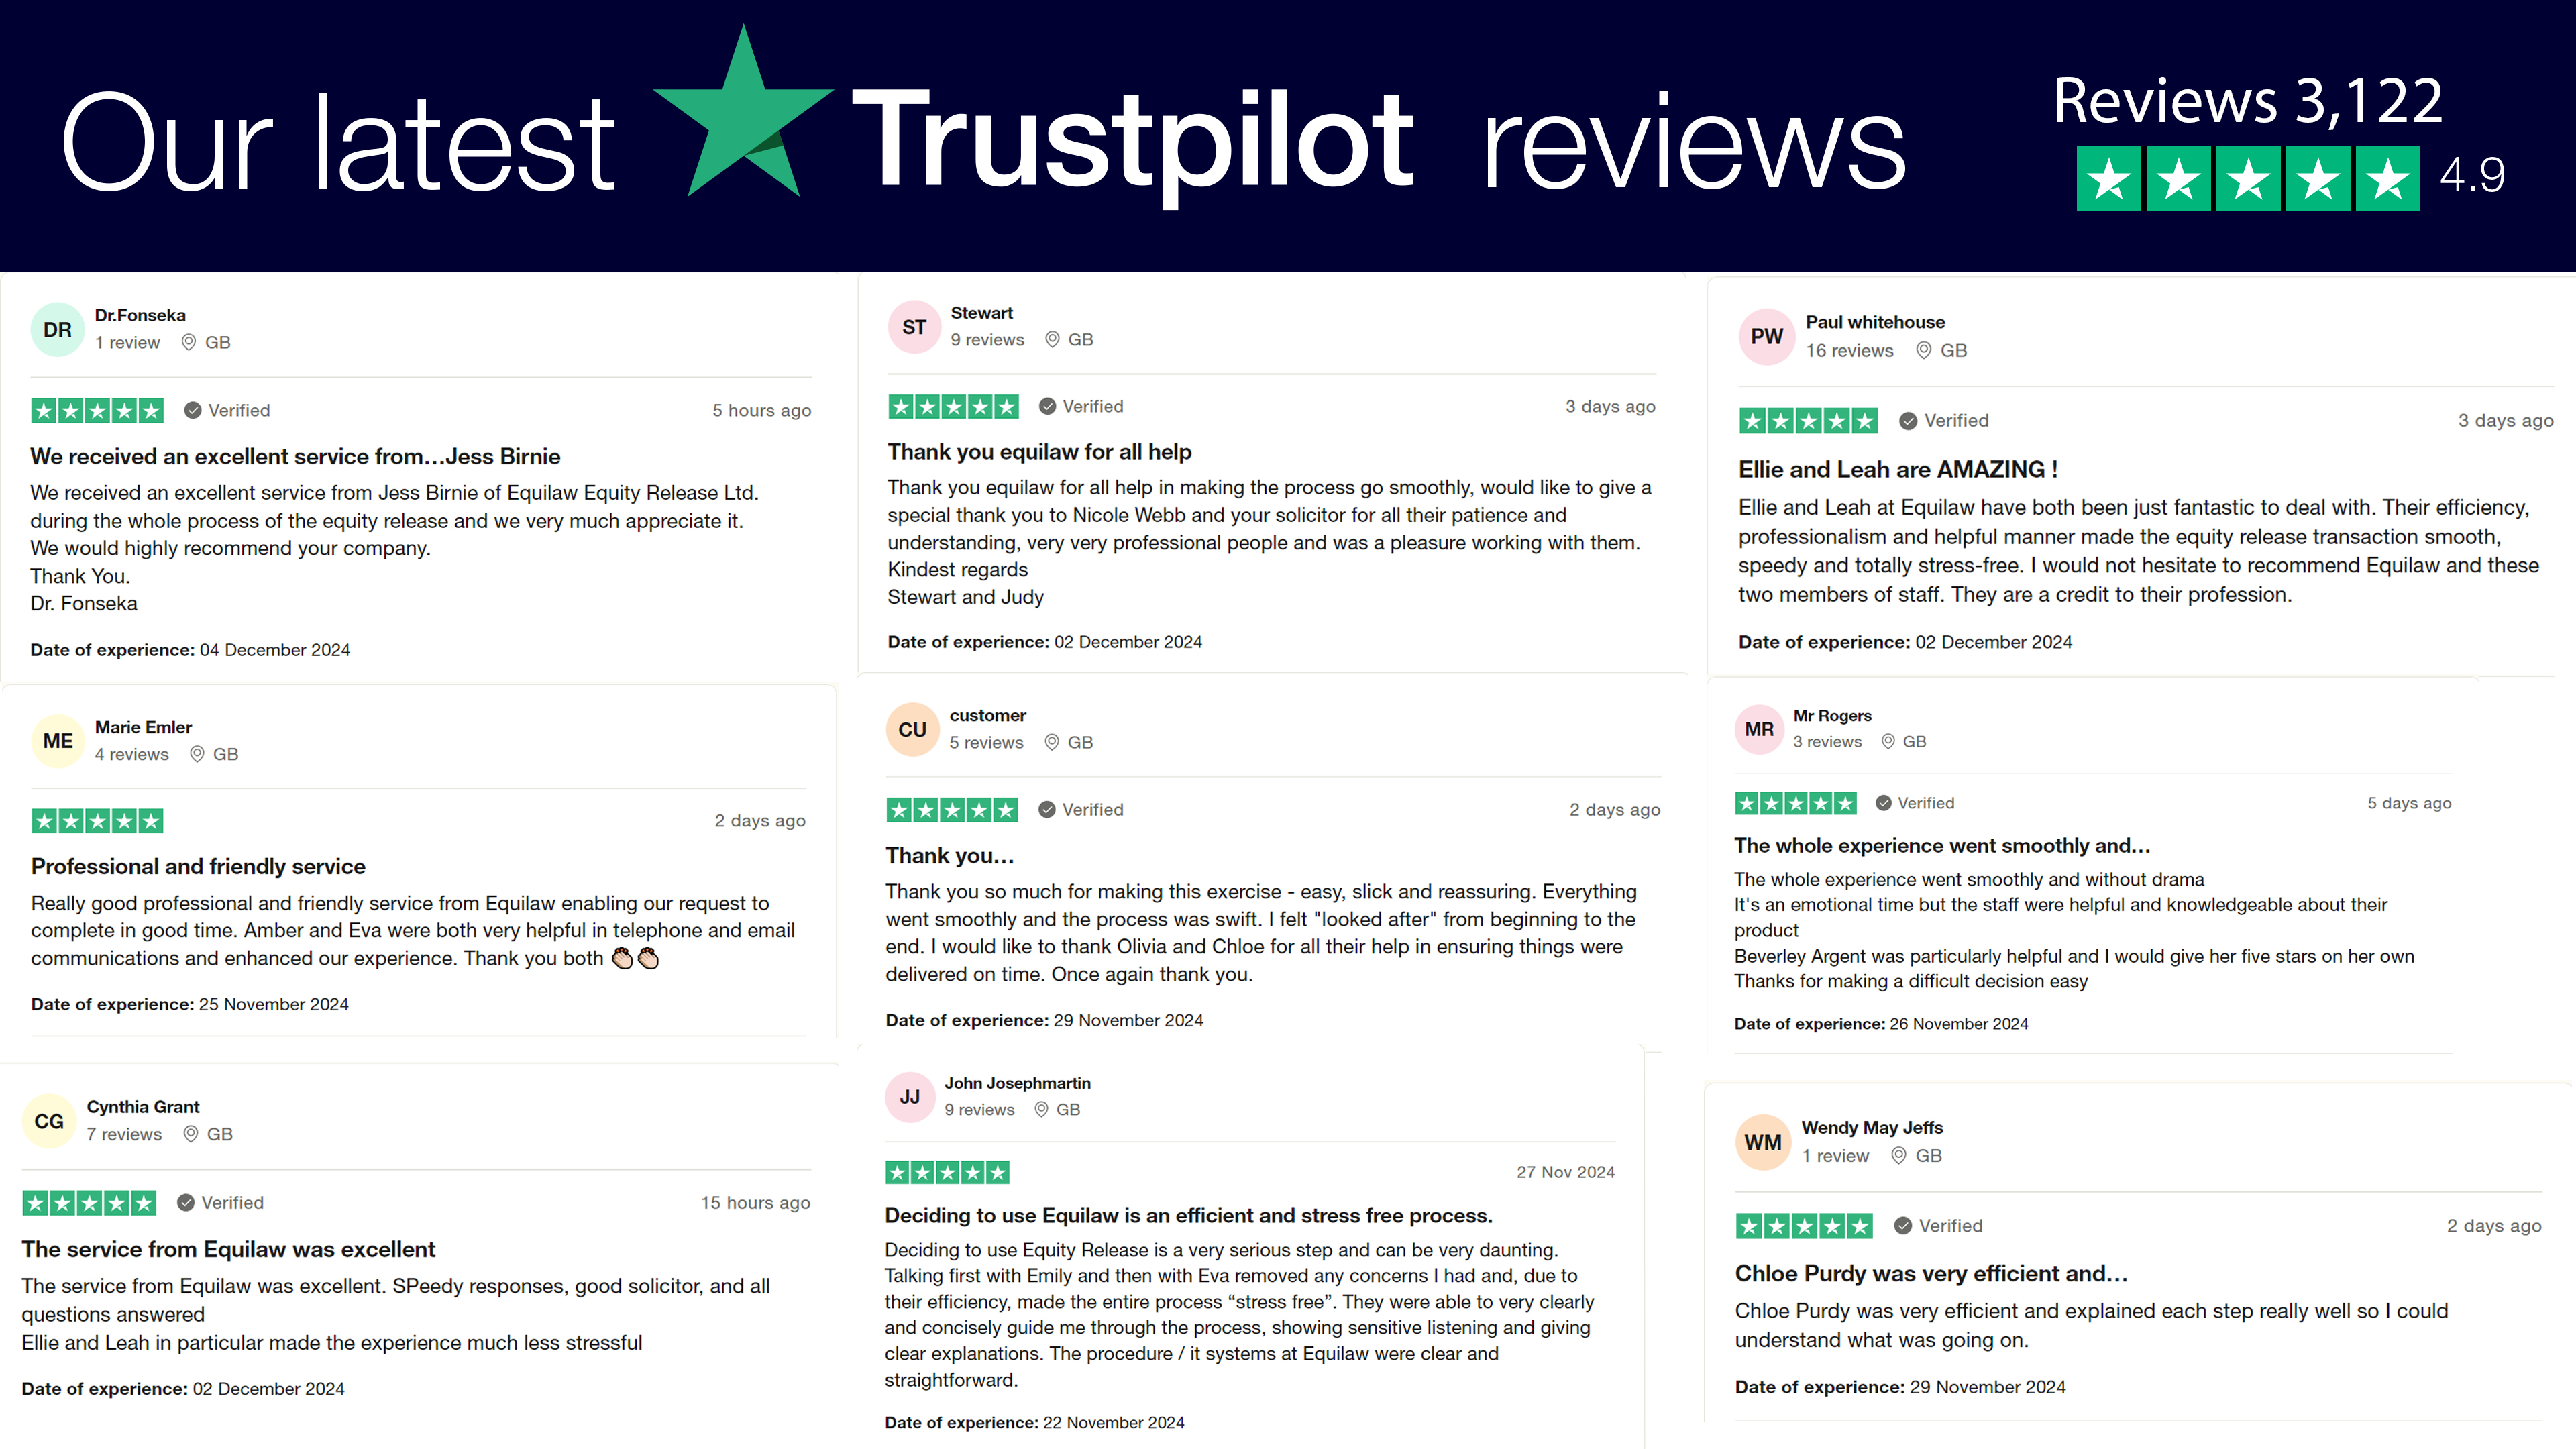 Our latest Trustpilot reviews
Reviews 3,122
4.9
DR
Dr.Fonseka
1 review GB
Verified
5 hours ago
We received an excellent service from…Jess Birnie
We received an excellent service from Jess Birnie of Equilaw Equity Release Ltd.
during the whole process of the equity release and we very much appreciate it.
We would highly recommend your company.
Thank You.
Dr. Fonseka
Date of experience: 04 December 2024
ST
Stewart
9 reviews GB
Verified
3 days ago
Thank you equilaw for all help
Thank you equilaw for all help in making the process go smoothly, would like to give a
special thank you to Nicole Webb and your solicitor for all their patience and
understanding, very very professional people and was a pleasure working with them.
Kindest regards
Stewart and Judy
Date of experience: 02 December 2024
PW
Paul whitehouse
16 reviews GB
Verified
3 days ago
Ellie and Leah are AMAZING !
Ellie and Leah at Equilaw have both been just fantastic to deal with. Their efficiency,
professionalism and helpful manner made the equity release transaction smooth,
speedy and totally stress-free. I would not hesitate to recommend Equilaw and these
two members of staff. They are a credit to their profession.
Date of experience: 02 December 2024
ME
Marie Emler
4 reviews GB
2 days ago
Professional and friendly service
Really good professional and friendly service from Equilaw enabling our request to
complete in good time. Amber and Eva were both very helpful in telephone and email
communications and enhanced our experience. Thank you both 👏🏻👏🏻
Date of experience: 25 November 2024
CU
customer
5 reviews GB
Verified
2 days ago
Thank you…
Thank you so much for making this exercise - easy, slick and reassuring. Everything
went smoothly and the process was swift. I felt "looked after" from beginning to the
end. I would like to thank Olivia and Chloe for all their help in ensuring things were
delivered on time. Once again thank you.
Date of experience: 29 November 2024
MR
Mr Rogers
3 reviews GB
Verified
5 days ago
The whole experience went smoothly and…
The whole experience went smoothly and without drama
It's an emotional time but the staff were helpful and knowledgeable about their
product
Beverley Argent was particularly helpful and I would give her five stars on her own
Thanks for making a difficult decision easy
Date of experience: 26 November 2024
CG
Cynthia Grant
7 reviews GB
Verified
15 hours ago
The service from Equilaw was excellent
The service from Equilaw was excellent. SPeedy responses, good solicitor, and all
questions answered
Ellie and Leah in particular made the experience much less stressful
Date of experience: 02 December 2024
JJ
John Josephmartin
9 reviews GB
27 Nov 2024
Deciding to use Equilaw is an efficient and stress free process.
Deciding to use Equity Release is a very serious step and can be very daunting.
Talking first with Emily and then with Eva removed any concerns I had and, due to
their efficiency, made the entire process “stress free”. They were able to very clearly
and concisely guide me through the process, showing sensitive listening and giving
clear explanations. The procedure / it systems at Equilaw were clear and
straightforward.
Date of experience: 22 November 2024
WM
Wendy May Jeffs
1 review GB
Verified
2 days ago
Chloe Purdy was very efficient and…
Chloe Purdy was very efficient and explained each step really well so I could
understand what was going on.
Date of experience: 29 November 2024